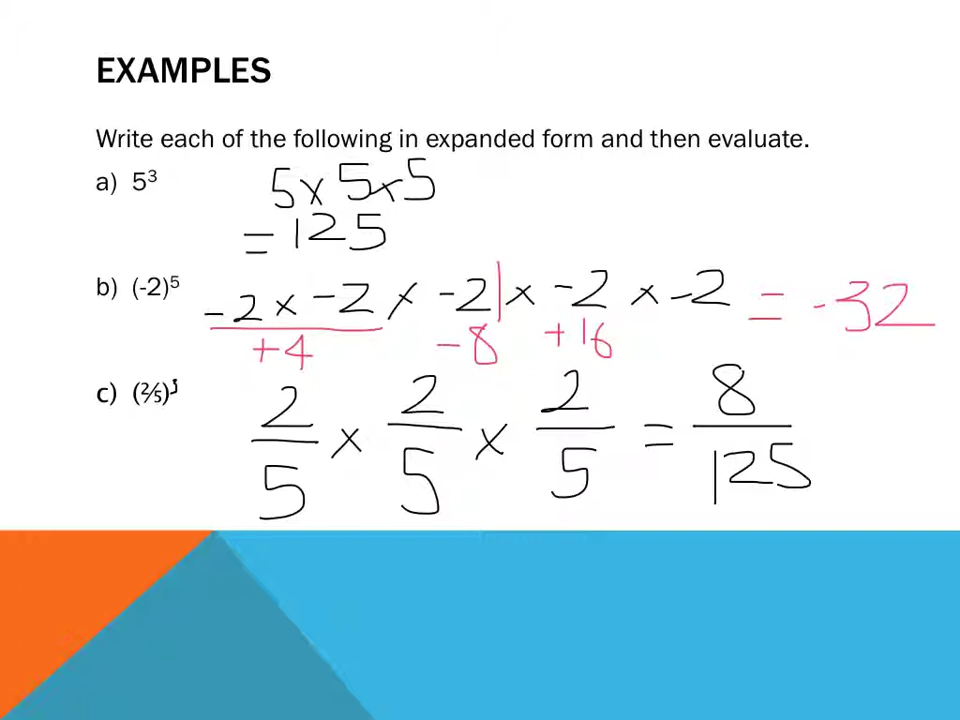 EXAMPLES
Write each of the following in expanded form and then evaluate.
a) 5³ 5 × 5 × 5
= 125
b) (-2)⁵ -2 × -2 × -2 | × -2 × -2 = -32
+4 -8 +16
c) (⅖)³ 2/5 × 2/5 × 2/5 = 8/125